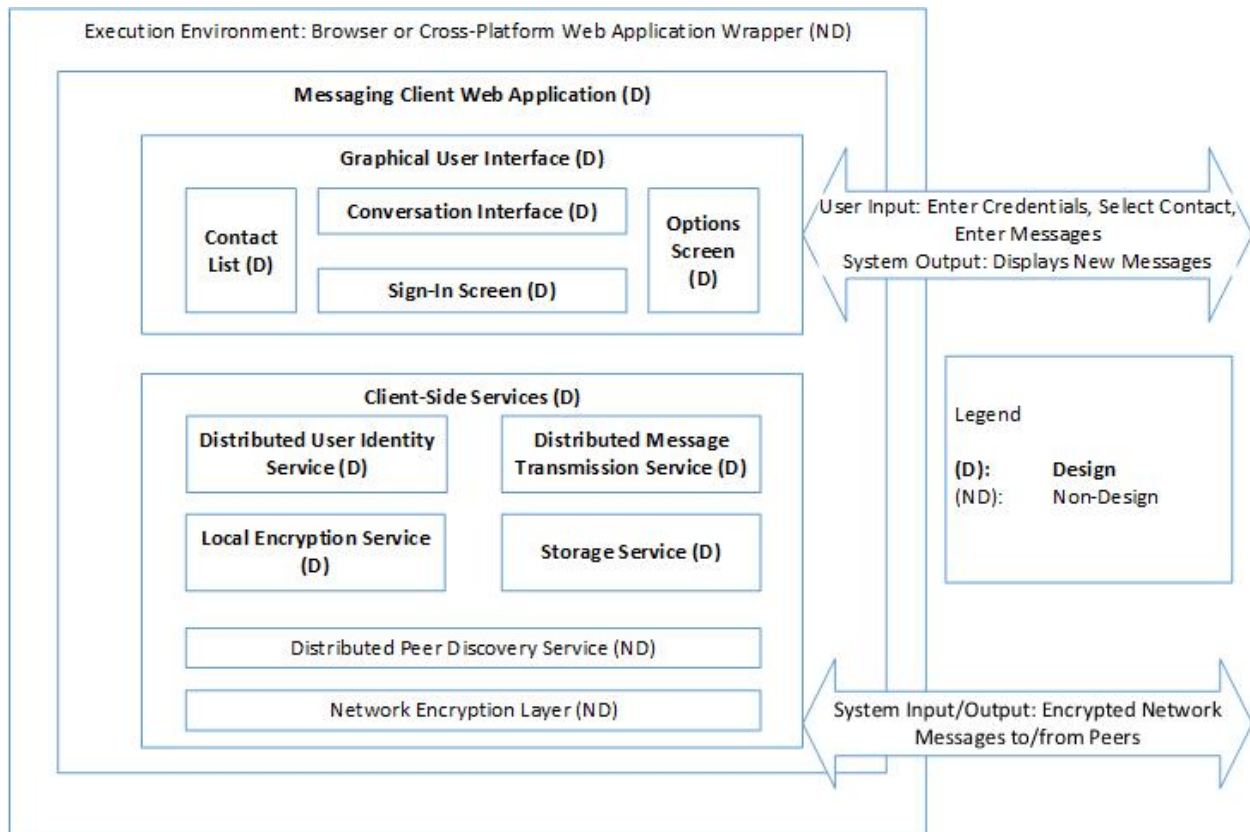 Execution Environment: Browser or Cross-Platform Web Application Wrapper (ND)
Messaging Client Web Application (D)
Graphical User Interface (D)
Contact
List (D)
Conversation Interface (D)
Sign-In Screen (D)
Options
Screen
(D)
User Input: Enter Credentials, Select Contact,
Enter Messages
System Output: Displays New Messages
Client-Side Services (D)
Distributed User Identity
Service (D)
Distributed Message
Transmission Service (D)
Local Encryption Service
(D)
Storage Service (D)
Distributed Peer Discovery Service (ND)
Network Encryption Layer (ND)
Legend
(D): Design
(ND): Non-Design
System Input/Output: Encrypted Network
Messages to/from Peers